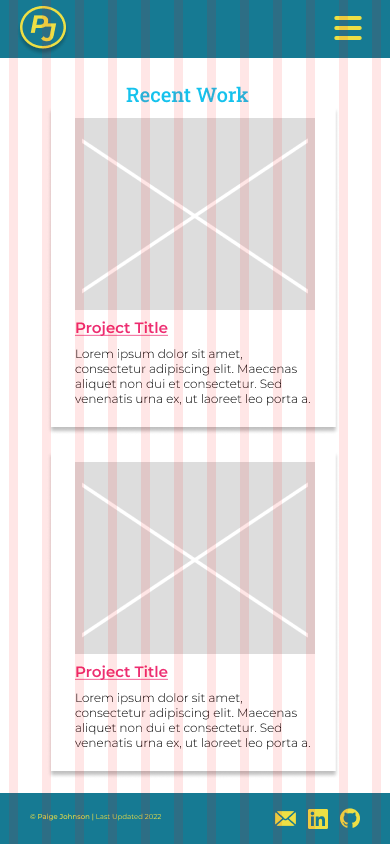 PJ
Recent Work
Project Title
Lorem ipsum dolor sit amet,
consectetur adipiscing elit. Maecenas
aliquet non dui et consectetur. Sed
venenatis urna ex, ut laoreet leo porta a.
Project Title
Lorem ipsum dolor sit amet,
consectetur adipiscing elit. Maecenas
aliquet non dui et consectetur. Sed
venenatis urna ex, ut laoreet leo porta a.
© Paige Johnson | Last Updated 2022
in